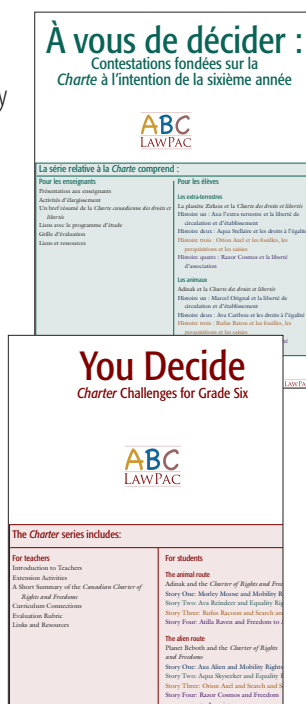 y
À vous de décider :
Contestations fondées sur la
Charte à l'intention de la sixième année
ABC
LAWPAC
La série relative à la Charte comprend :
Pour les enseignants
Présentation aux enseignants
Activités d'élargissement
Un bref résumé de la Charte canadienne des droits et
libertés
Liens avec le programme d'étude
Grille d'évaluation
Liens et ressources
Pour les élèves
Les extra-terrestres
La planète Zirkon et la Charte des droits et libertés
Histoire un : Axa l'extra-terrestre et la liberté de
circulation et d'établissement
Histoire deux : Aqua Stellaire et les droits à l'égalité
Histoire trois : Orion Axel et les fouilles, les
perquisitions et les saisies
Histoire quatre : Razor Cosmos et la liberté
d'association
Les animaux
Adinak et la Charte des droits et libertés
Histoire un : Marcel Orignal et la liberté de
circulation et d'établissement
Histoire deux : Ava Caribou et les droits à l'égalité
Histoire trois : Rufus Raton et les fouilles, les
perquisitions et les saisies
LAWPA
You Decide
Charter Challenges for Grade Six
ABC
LAWPAC
The Charter series includes:
For teachers
Introduction to Teachers
Extension Activities
A Short Summary of the Canadian Charter of
Rights and Freedoms
Curriculum Connections
Evaluation Rubric
Links and Resources
For students
The animal route
Adinak and the Charter of Rights and Free
Story One: Morley Moose and Mobility R
Story Two: Ava Reindeer and Equality Rig
Story Three: Rufus Racoon and Search an
Story Four: Atilla Raven and Freedom to A
The alien route
Planet Beboth and the Charter of Rights
and Freedoms
Story One: Axu Alien and Mobility Rights
Story Two: Aqua Skysecker and Equality R
Story Three: Orion Axel and Search and S
Story Four: Razor Cosmos and Freedom